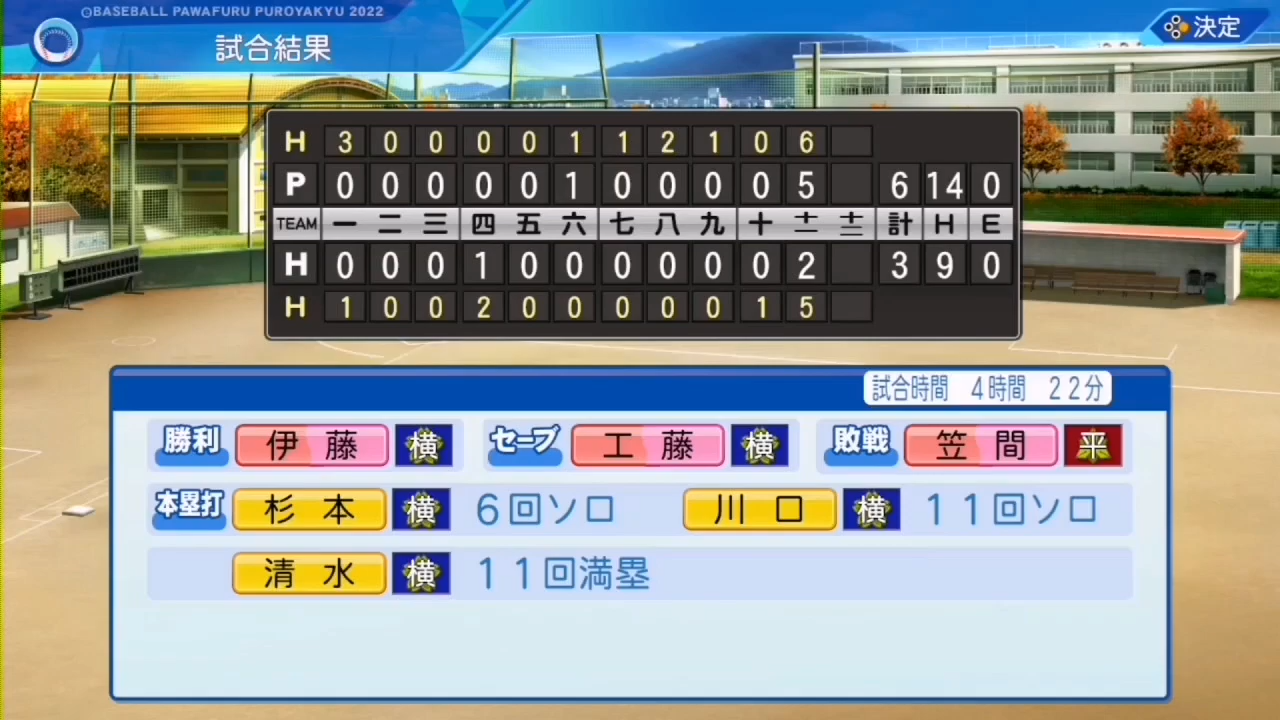 ©BASEBALL PAWAFURU PUROYAKYU 2022
試合結果
決定
H 3 0 0 0 0 1 1 2 1 0 6
P 0 0 0 0 0 1 0 0 0 0 5 6 14 0
TEAM 一 二 三 四 五 六 七 八 九 十 十一 十二 計 H E
H 0 0 0 1 0 0 0 0 0 0 2 3 9 0
H 1 0 0 2 0 0 0 0 0 1 5
試合時間 4時間 22分
勝利 伊藤 横 セーブ 工藤 横 敗戦 笠間 平
本塁打 杉本 横 6回ソロ 川口 横 11回ソロ
清水 横 11回満塁